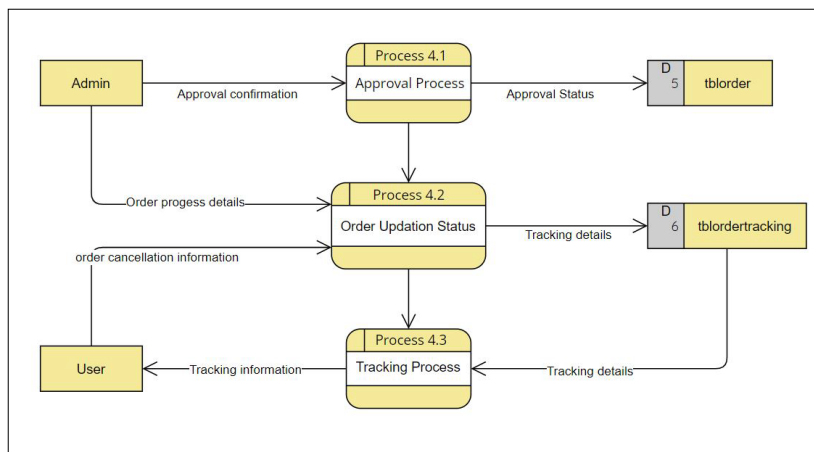 Process 4.1
Admin
Approval Process
D
5
tblorder
Approval confirmation
Approval Status
Process 4.2
Order progess details
Order Updation Status
D
6
tblordertracking
Tracking details
order cancellation information
Process 4.3
User
Tracking information
Tracking Process
Tracking details